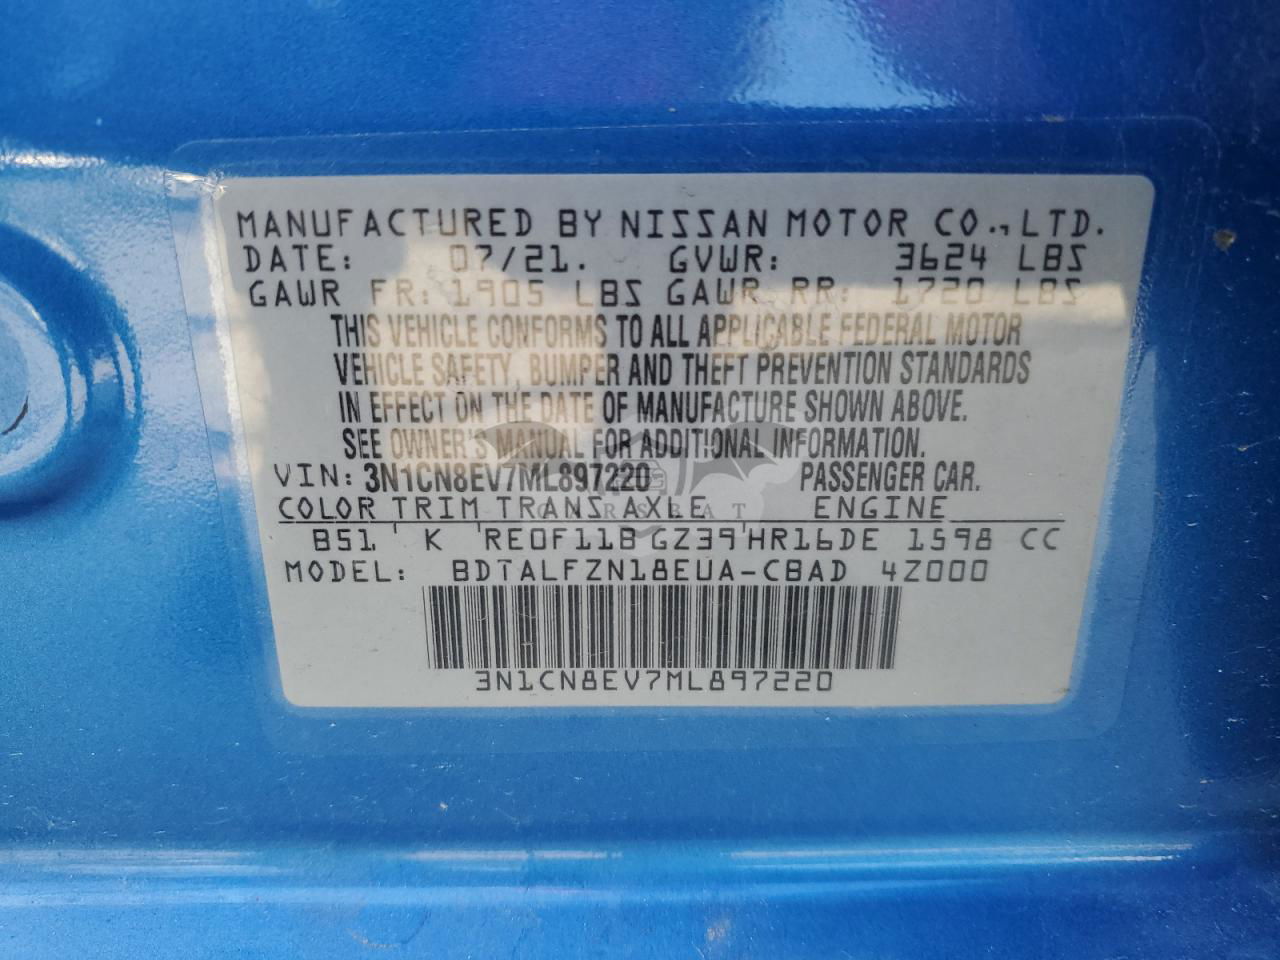 MANUFACTURED BY NISSAN MOTOR CO., LTD.
DATE: 07/21. GVWR: 3624 LBS
GAWR FR: 1905 LBS GAWR RR: 1720 LBS
THIS VEHICLE CONFORMS TO ALL APPLICABLE FEDERAL MOTOR
VEHICLE SAFETY, BUMPER AND THEFT PREVENTION STANDARDS
IN EFFECT ON THE DATE OF MANUFACTURE SHOWN ABOVE.
SEE OWNER'S MANUAL FOR ADDITIONAL INFORMATION.
VIN: 3N1CN8EV7ML897220 PASSENGER CAR.
COLOR TRIM TRANS AXLE ENGINE
CARSBAT
B51 K RE0F11B GZ39 HR16DE 1598 CC
MODEL: BDTALFZN18EUA-CBAD 4Z000
3N1CN8EV7ML897220